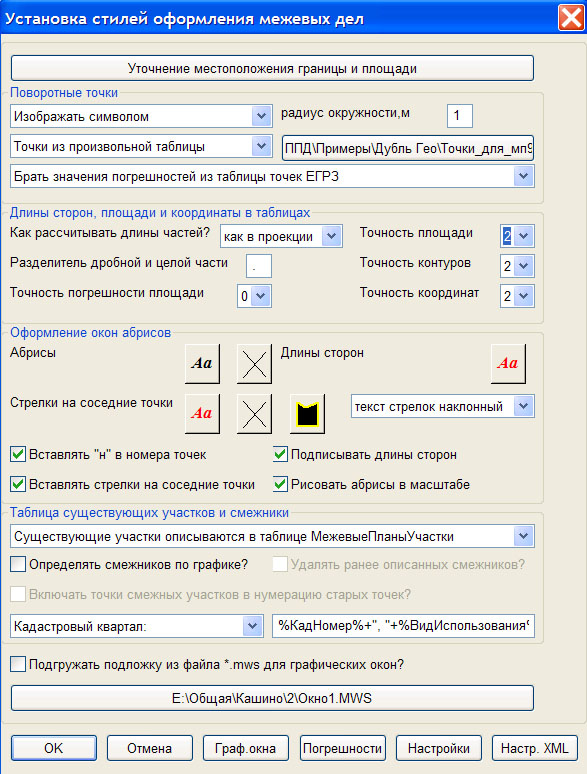 Установка стилей оформления межевых дел
Уточнение местоположения границы и площади
Поворотные точки
Изображать символом
радиус окружности,м
1
Точки из произвольной таблицы
ППД\Примеры\Дубль Гео\Точки_для_мп9
Брать значения погрешностей из таблицы точек ЕГРЗ
Длины сторон, площади и координаты в таблицах
Как рассчитывать длины частей?
как в проекции
Точность площади
2
Разделитель дробной и целой части
.
Точность контуров
2
Точность погрешности площади
0
Точность координат
2
Оформление окон абрисов
Абрисы
Aa
Длины сторон
Aa
Стрелки на соседние точки
Aa
текст стрелок наклонный
Вставлять "н" в номера точек
Подписывать длины сторон
Вставлять стрелки на соседние точки
Рисовать абрисы в масштабе
Таблица существующих участков и смежники
Существующие участки описываются в таблице МежевыеПланыУчастки
Определять смежников по графике?
Удалять ранее описанных смежников?
Включать точки смежных участков в нумерацию старых точек?
Кадастровый квартал:
%КадНомер%+", "+%ВидИспользования%
Подгружать подложку из файла *.mws для графических окон?
E:\Общая\Кашино\2\Окно1.MWS
OK
Отмена
Граф.окна
Погрешности
Настройки
Настр. XML